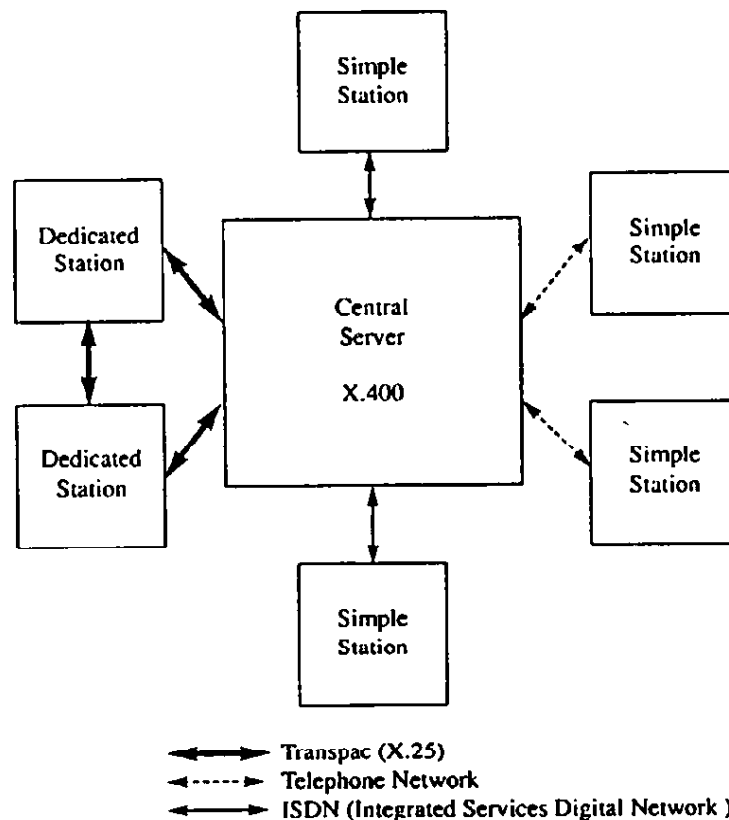 Simple
Station
Dedicated
Station
Simple
Station
Central
Server
X.400
Dedicated
Station
Simple
Station
Simple
Station
Transpac (X.25)
Telephone Network
ISDN (Integrated Services Digital Network )